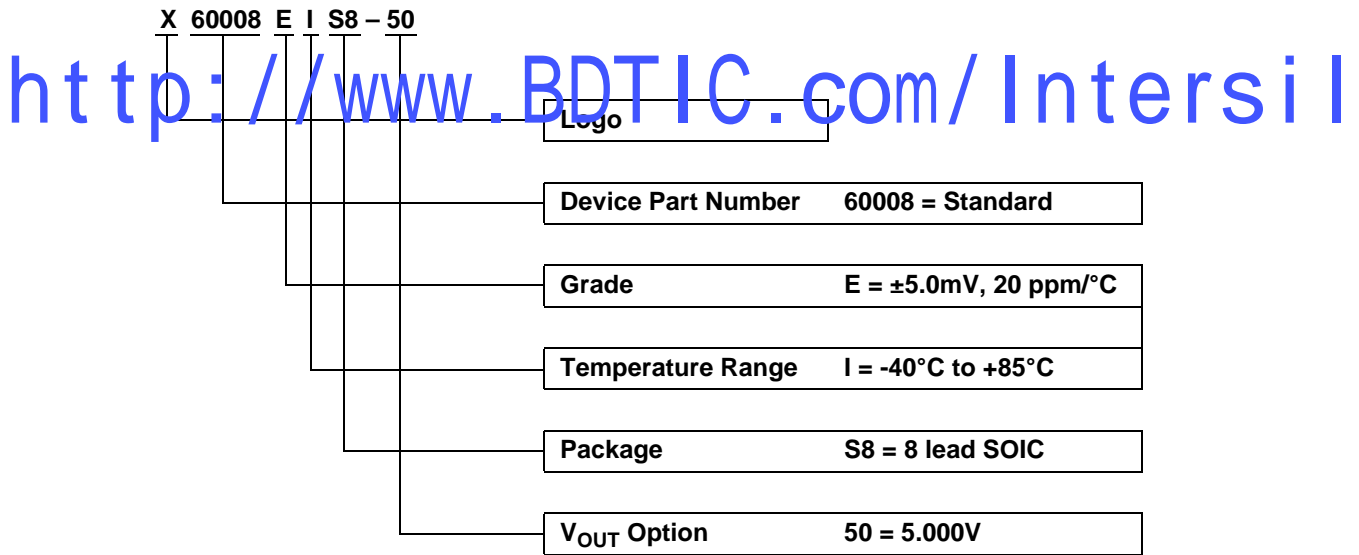 X 60008 E I S8 – 50
http://www.BDTIC.com/Intersil
Logo
Device Part Number 60008 = Standard
Grade E = ±5.0mV, 20 ppm/°C
Temperature Range I = -40°C to +85°C
Package S8 = 8 lead SOIC
VOUT Option 50 = 5.000V